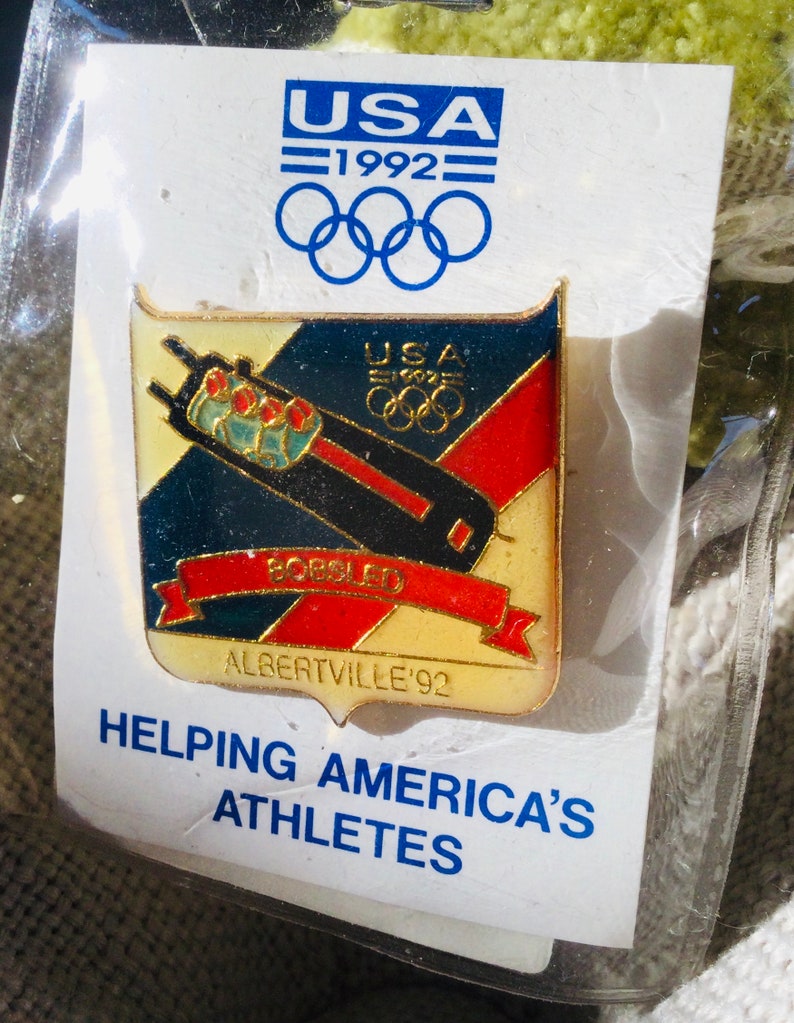 USA
1992
USA
1992
BOBSLED
ALBERTVILLE'92
HELPING AMERICA'S
ATHLETES